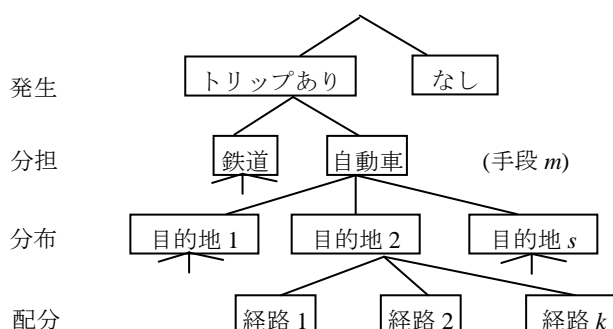 発生 トリップあり なし
分担 鉄道 自動車 (手段 m)
分布 目的地 1 目的地 2 目的地 s
配分 経路 1 経路 2 経路 k